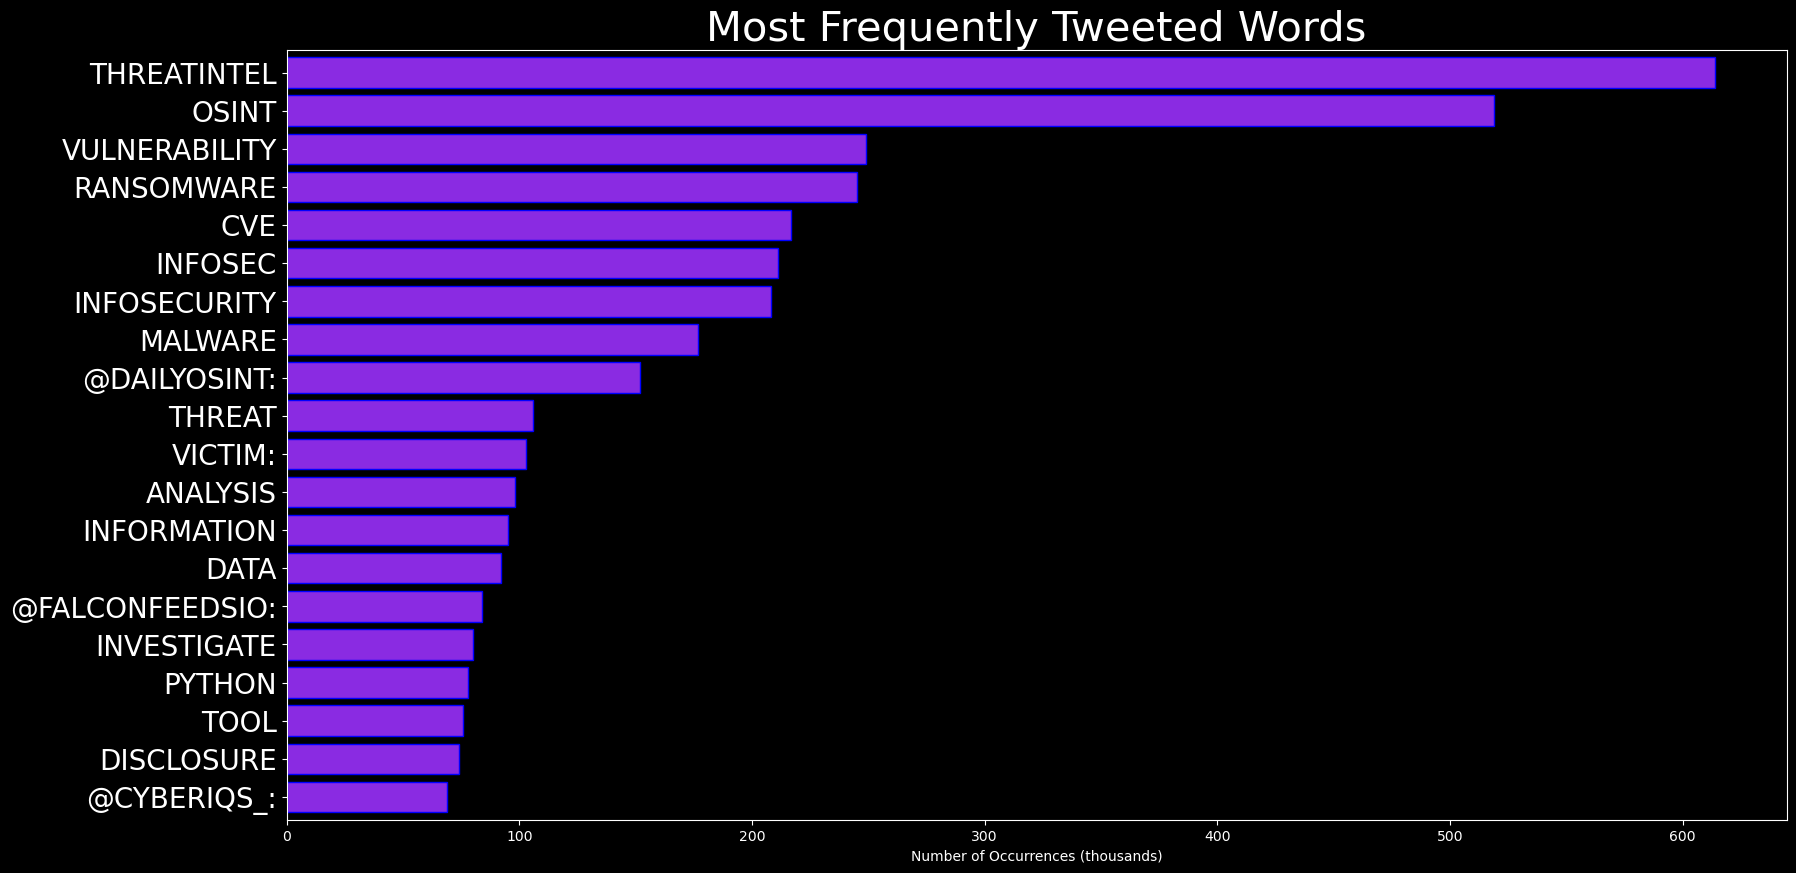 Most Frequently Tweeted Words
THREATINTEL
OSINT
VULNERABILITY
RANSOMWARE
CVE
INFOSEC
INFOSECURITY
MALWARE
@DAILYOSINT:
THREAT
VICTIM:
ANALYSIS
INFORMATION
DATA
@FALCONFEEDSIO:
INVESTIGATE
PYTHON
TOOL
DISCLOSURE
@CYBERIQS_:
0 100 200 300 400 500 600
Number of Occurrences (thousands)